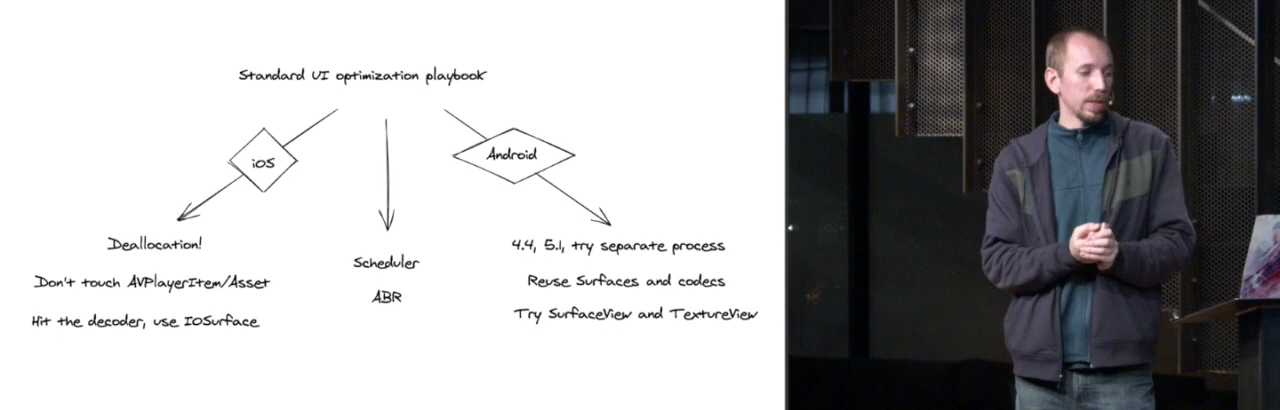 Standard UI optimization playbook
iOS
Android
Deallocation!
Don't touch AVPlayerItem/Asset
Hit the decoder, use IOSurface
Scheduler
ABR
4.4, 5.1, try separate process
Reuse Surfaces and codecs
Try SurfaceView and TextureView